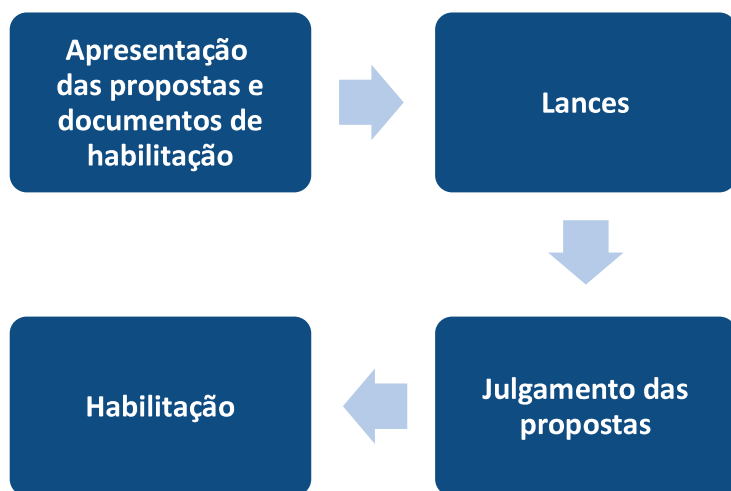 Apresentação
das propostas e
documentos de
habilitação
Lances
Julgamento das
propostas
Habilitação